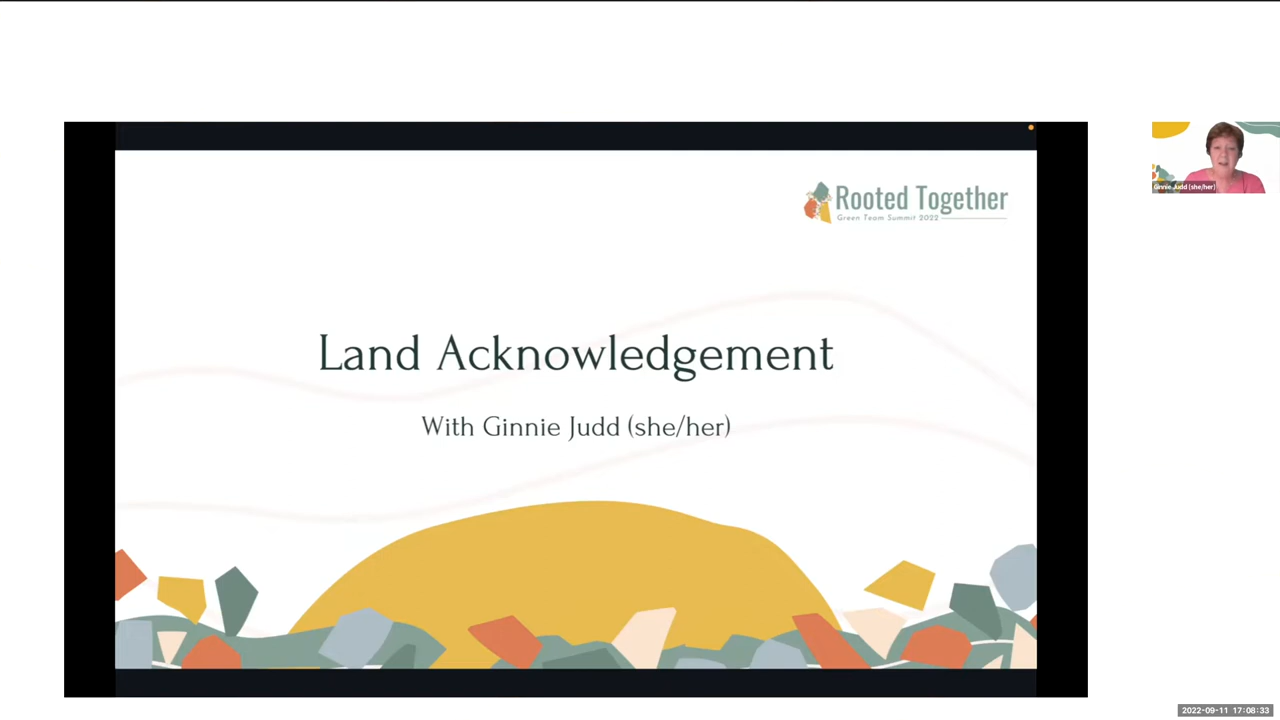 Rooted Together
Green Team Summit 2022
Land Acknowledgement
With Ginnie Judd (she/her)
Ginnie Judd (she/her)
2022-09-11 17:08:33